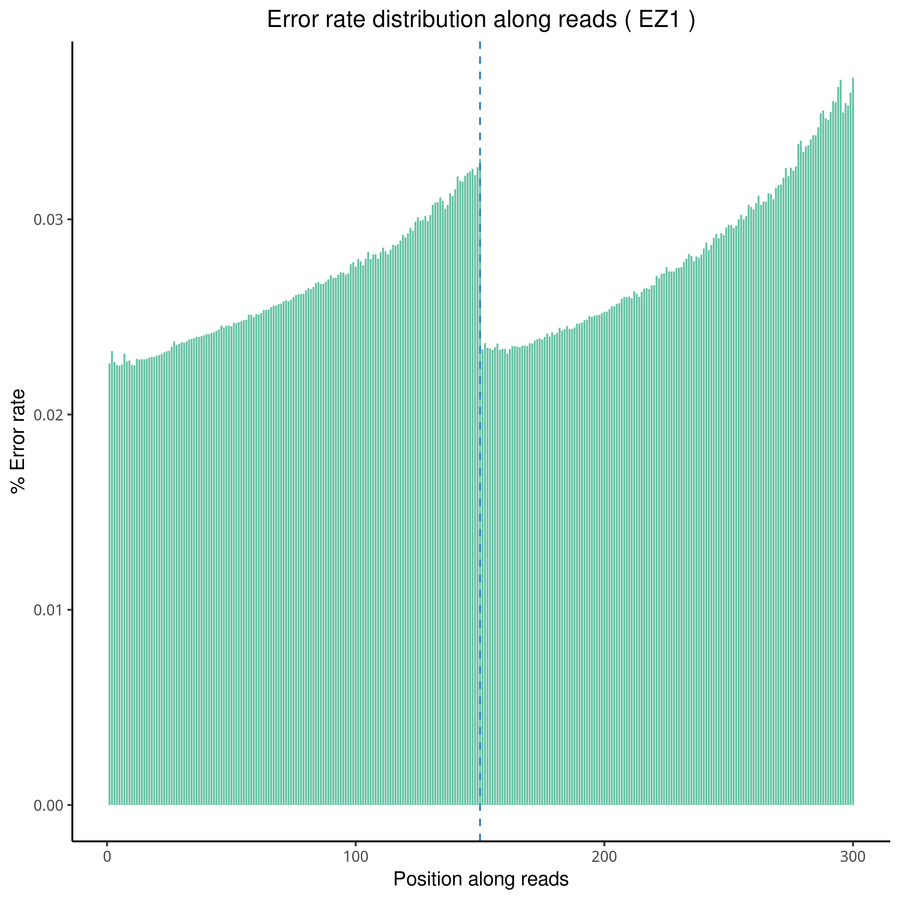 Error rate distribution along reads ( EZ1 )
% Error rate
0.03
0.02
0.01
0.00
0 100 200 300
Position along reads